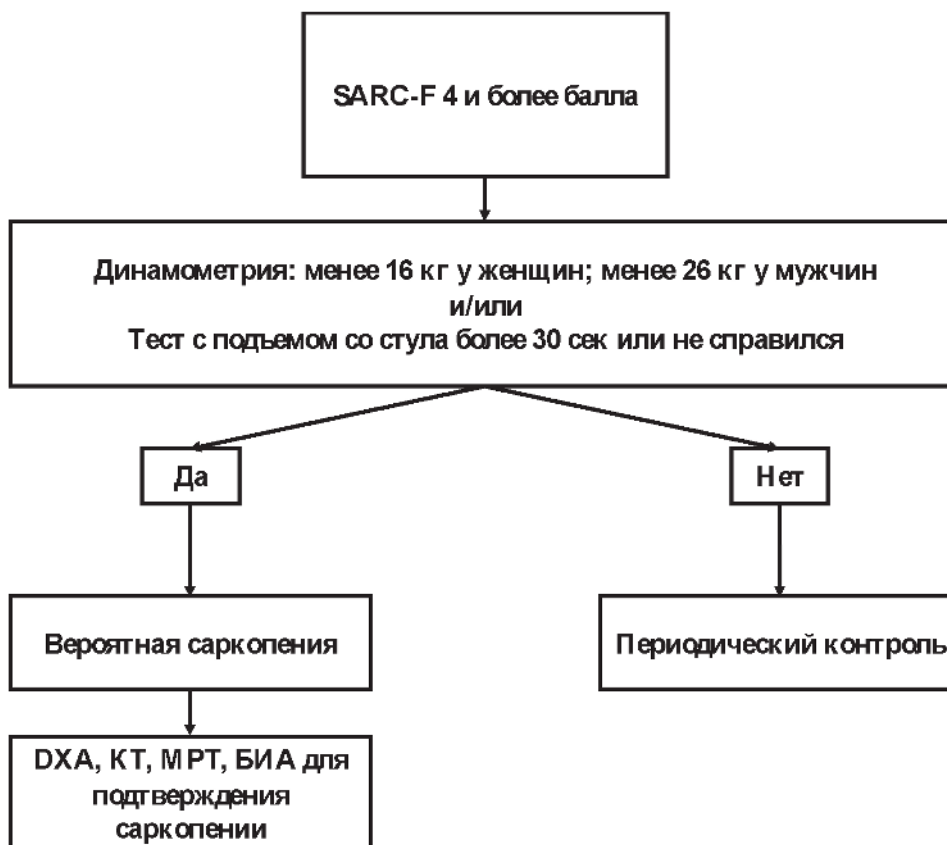 SARC-F 4 и более балла
Динамометрия: менее 16 кг у женщин; менее 26 кг у мужчин
и/или
Тест с подъемом со стула более 30 сек или не справился
Да
Нет
Вероятная саркопения
Периодический контроль
DXA, КТ, МРТ, БИА для
подтверждения
саркопении